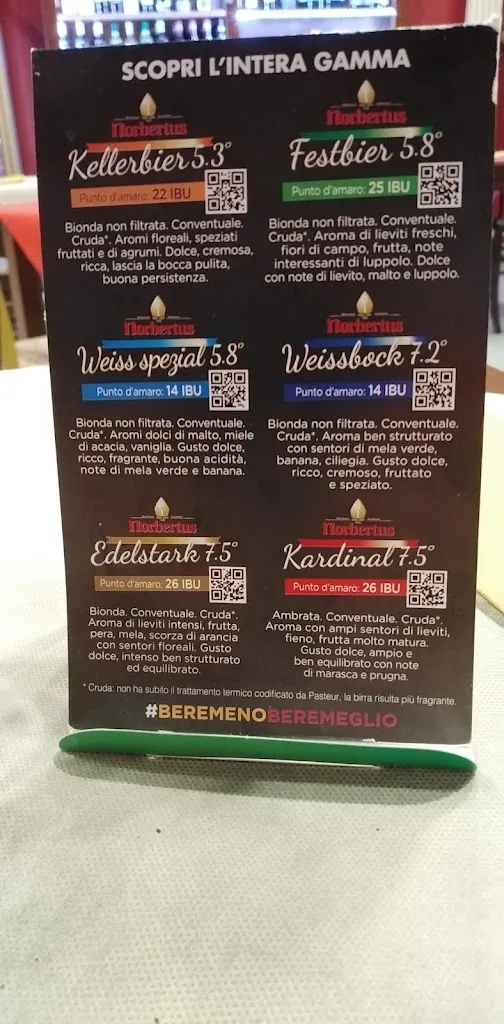 SCOPRI L'INTERA GAMMA
Norbertus
Kellerbier 5.3°
Punto d'amaro: 22 IBU
Bionda non filtrata. Conventuale.
Cruda*. Aromi floreali, speziati
fruttati e di agrumi. Dolce, cremosa,
ricca, lascia la bocca pulita,
buona persistenza.
Norbertus
Festbier 5.8°
Punto d'amaro: 25 IBU
Bionda non filtrata. Conventuale.
Cruda*. Aroma di lieviti freschi,
fiori di campo, frutta, note
interessanti di luppolo. Dolce
con note di lievito, malto e luppolo.
Norbertus
Weiss spezial 5.8°
Punto d'amaro: 14 IBU
Bionda non filtrata. Conventuale.
Cruda*. Aromi dolci di malto, miele
di acacia, vaniglia. Gusto dolce,
ricco, fragrante, buona acidità,
note di mela verde e banana.
Norbertus
Weissbock 7.2°
Punto d'amaro: 14 IBU
Bionda non filtrata. Conventuale.
Cruda*. Aroma ben strutturato
con sentori di mela verde,
banana, ciliegia. Gusto dolce,
ricco, cremoso, fruttato
e speziato.
Norbertus
Edelstark 7.5°
Punto d'amaro: 26 IBU
Bionda. Conventuale. Cruda*.
Aroma di lieviti intensi, frutta,
pera, mela, scorza di arancia
con sentori floreali. Gusto
dolce, intenso ben strutturato
ed equilibrato.
Norbertus
Kardinal 7.5°
Punto d'amaro: 26 IBU
Ambrata. Conventuale. Cruda*.
Aroma con ampi sentori di lieviti,
fieno, frutta molto matura.
Gusto dolce, ampio e
ben equilibrato con note
di marasca e prugna.
* Cruda: non ha subito il trattamento termico codificato da Pasteur, la birra risulta più fragrante.
#BEREMENOBEREMEGLIO